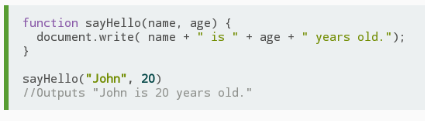 function sayHello(name, age) {
  document.write( name + " is " + age + " years old.");
}
sayHello("John", 20)
//Outputs "John is 20 years old."